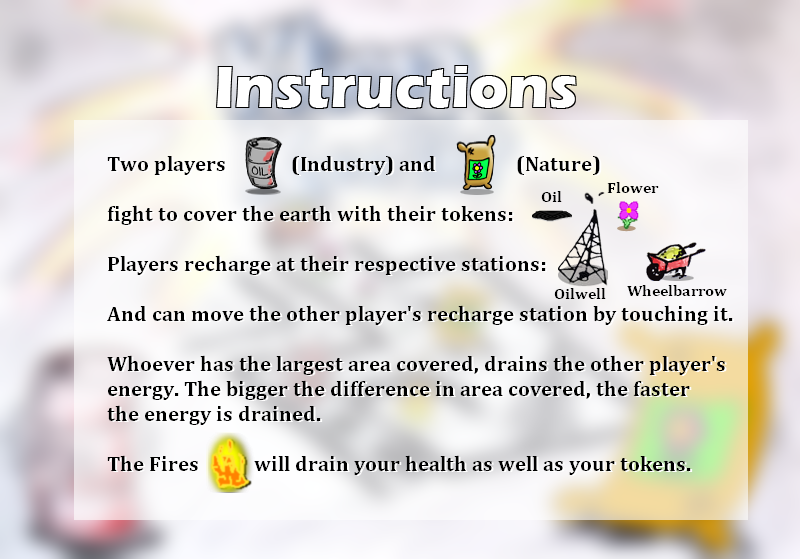 Instructions
Two players OIL (Industry) and (Nature)
Oil
Flower
fight to cover the earth with their tokens:
Players recharge at their respective stations:
Oilwell
Wheelbarrow
And can move the other player's recharge station by touching it.
Whoever has the largest area covered, drains the other player's
energy. The bigger the difference in area covered, the faster
the energy is drained.
The Fires will drain your health as well as your tokens.